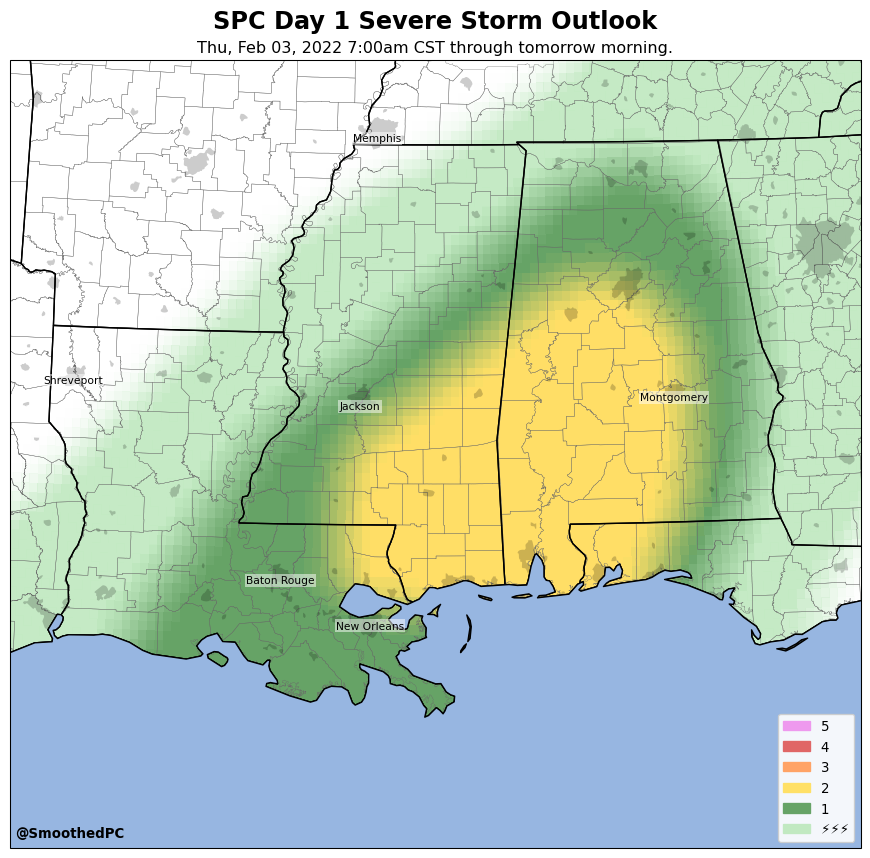 SPC Day 1 Severe Storm Outlook
Thu, Feb 03, 2022 7:00am CST through tomorrow morning.
Memphis
Shreveport
Jackson
Montgomery
Baton Rouge
New Orleans
5
4
3
2
1
⚡⚡⚡
@SmoothedPC